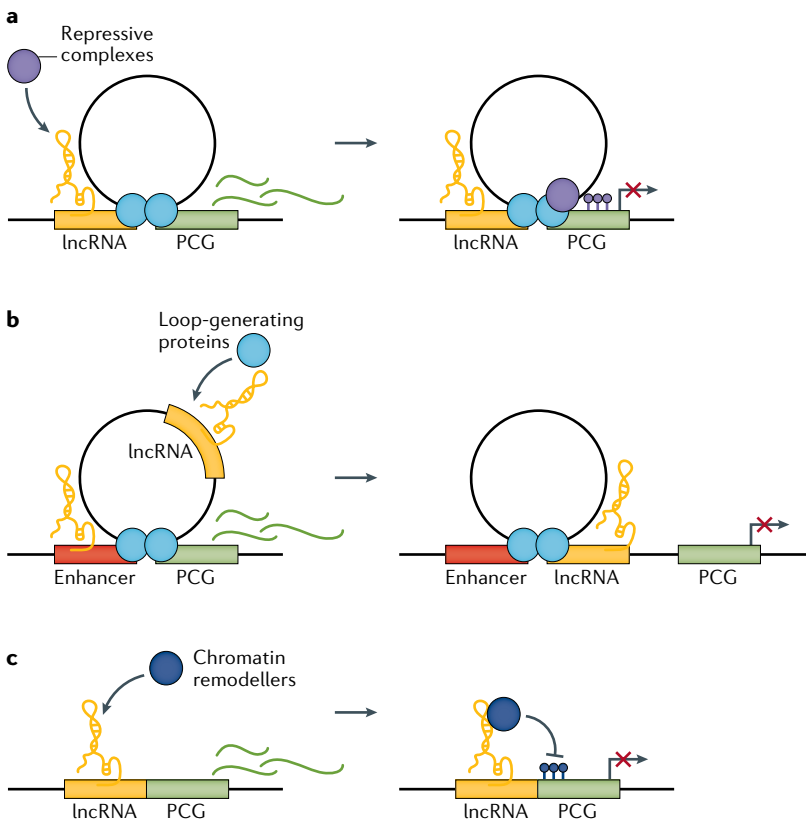 a
Repressive
complexes
lncRNA
PCG
lncRNA
PCG
b
Loop-generating
proteins
lncRNA
Enhancer
PCG
Enhancer
lncRNA
PCG
c
Chromatin
remodellers
lncRNA
PCG
lncRNA
PCG